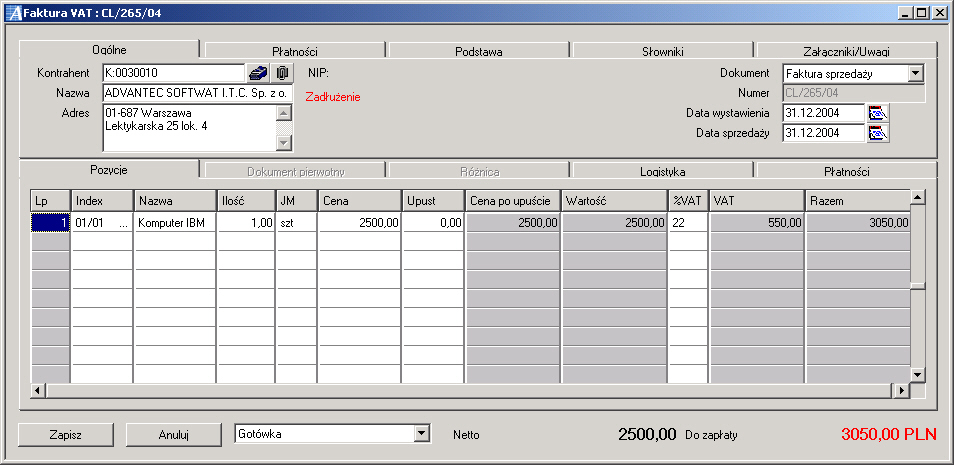 Faktura VAT : CL/265/04
Ogólne Płatności Podstawa Słowniki Załączniki/Uwagi
Kontrahent K:0030010 NIP: Dokument Faktura sprzedaży
Nazwa ADVANTEC SOFTWAT I.T.C. Sp. z o. Zadłużenie Numer CL/265/04
Adres 01-687 Warszawa Data wystawienia 31.12.2004
Lektykarska 25 lok. 4 Data sprzedaży 31.12.2004
Pozycje Dokument pierwotny Różnica Logistyka Płatności
Lp Index Nazwa Ilość JM Cena Upust Cena po upuście Wartość %VAT VAT Razem
1 01/01 ... Komputer IBM 1,00 szt 2500,00 0,00 2500,00 2500,00 22 550,00 3050,00
Zapisz Anuluj Gotówka Netto 2500,00 Do zapłaty 3050,00 PLN